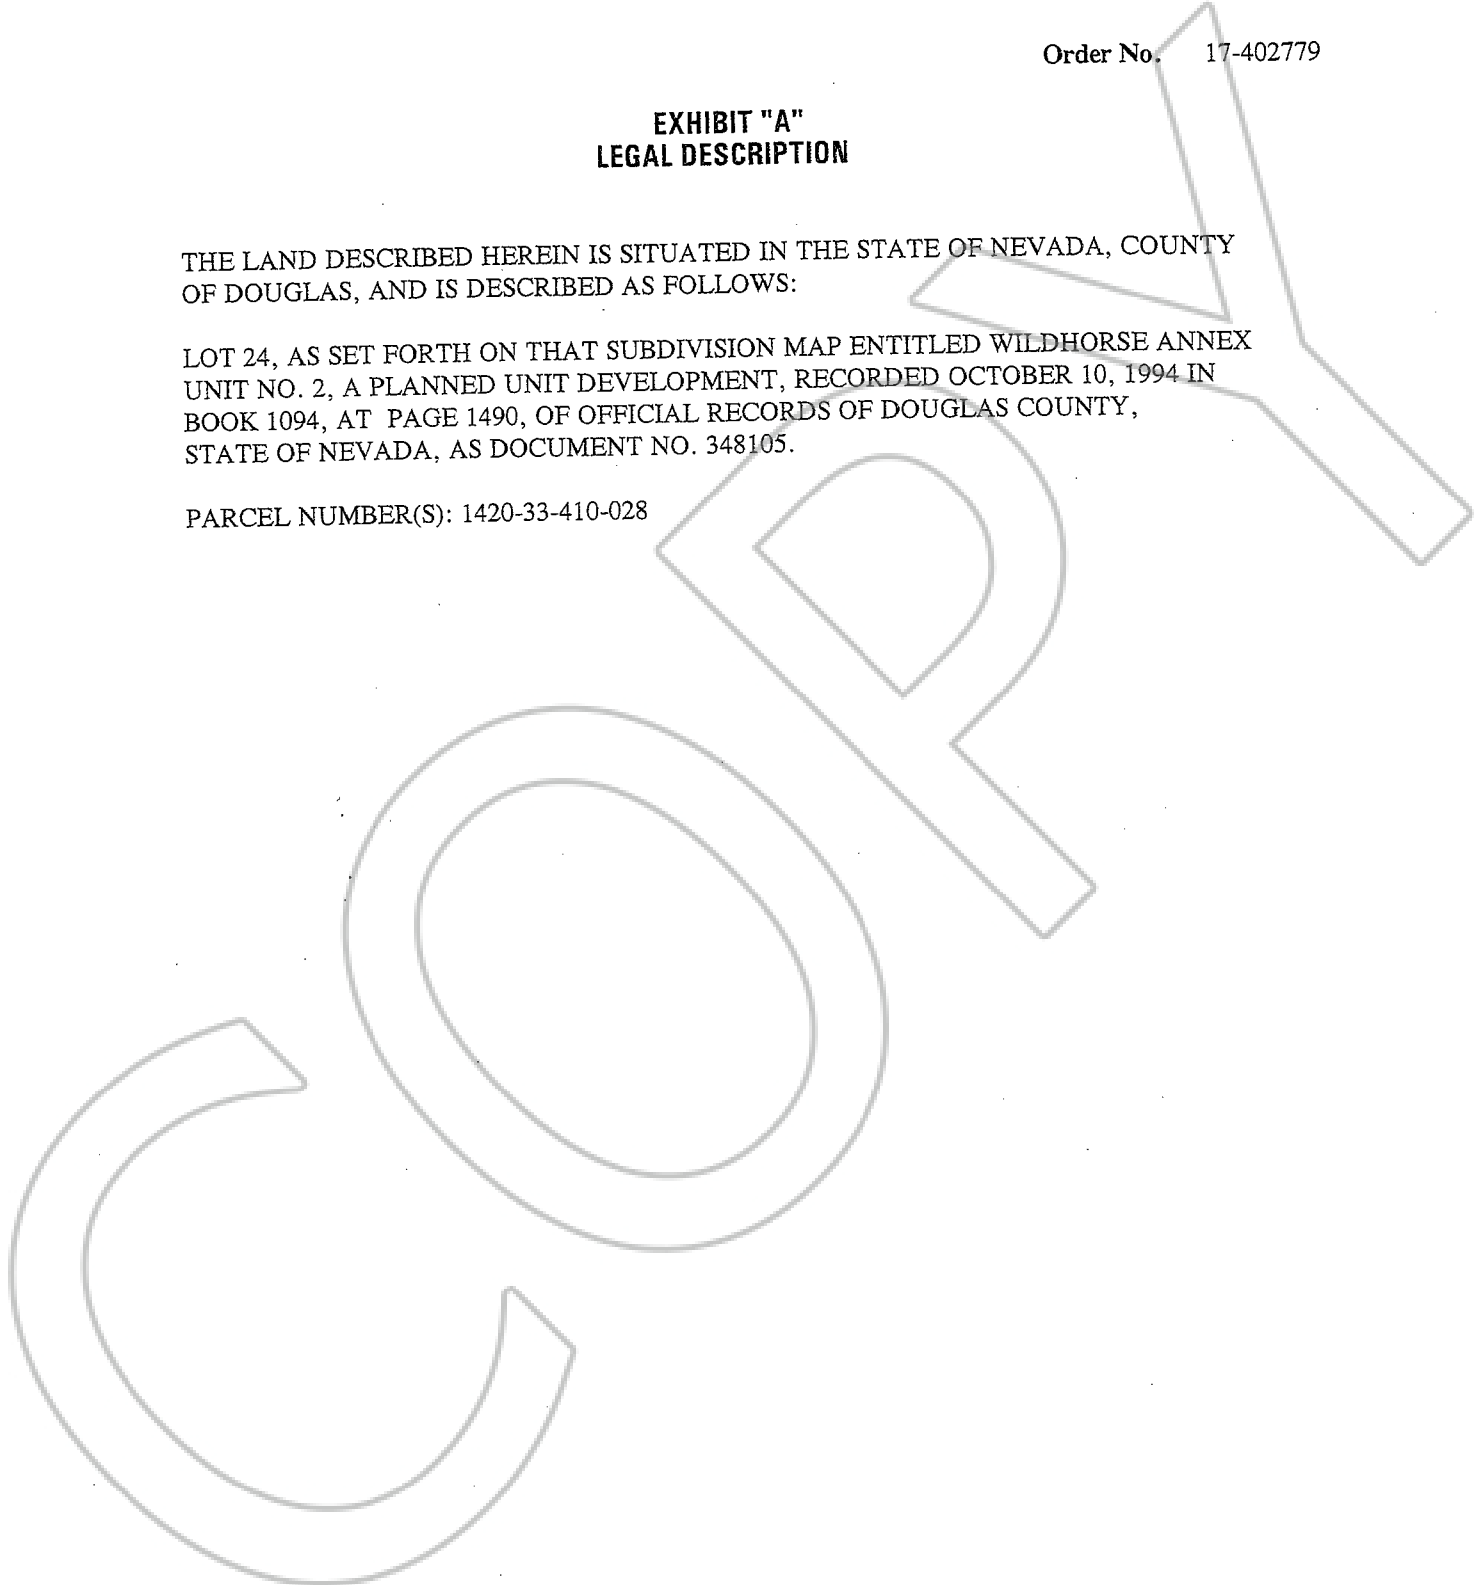 Order No. 17-402779
EXHIBIT "A"
LEGAL DESCRIPTION
THE LAND DESCRIBED HEREIN IS SITUATED IN THE STATE OF NEVADA, COUNTY
OF DOUGLAS, AND IS DESCRIBED AS FOLLOWS:
LOT 24, AS SET FORTH ON THAT SUBDIVISION MAP ENTITLED WILDHORSE ANNEX
UNIT NO. 2, A PLANNED UNIT DEVELOPMENT, RECORDED OCTOBER 10, 1994 IN
BOOK 1094, AT PAGE 1490, OF OFFICIAL RECORDS OF DOUGLAS COUNTY,
STATE OF NEVADA, AS DOCUMENT NO. 348105.
PARCEL NUMBER(S): 1420-33-410-028
COPY